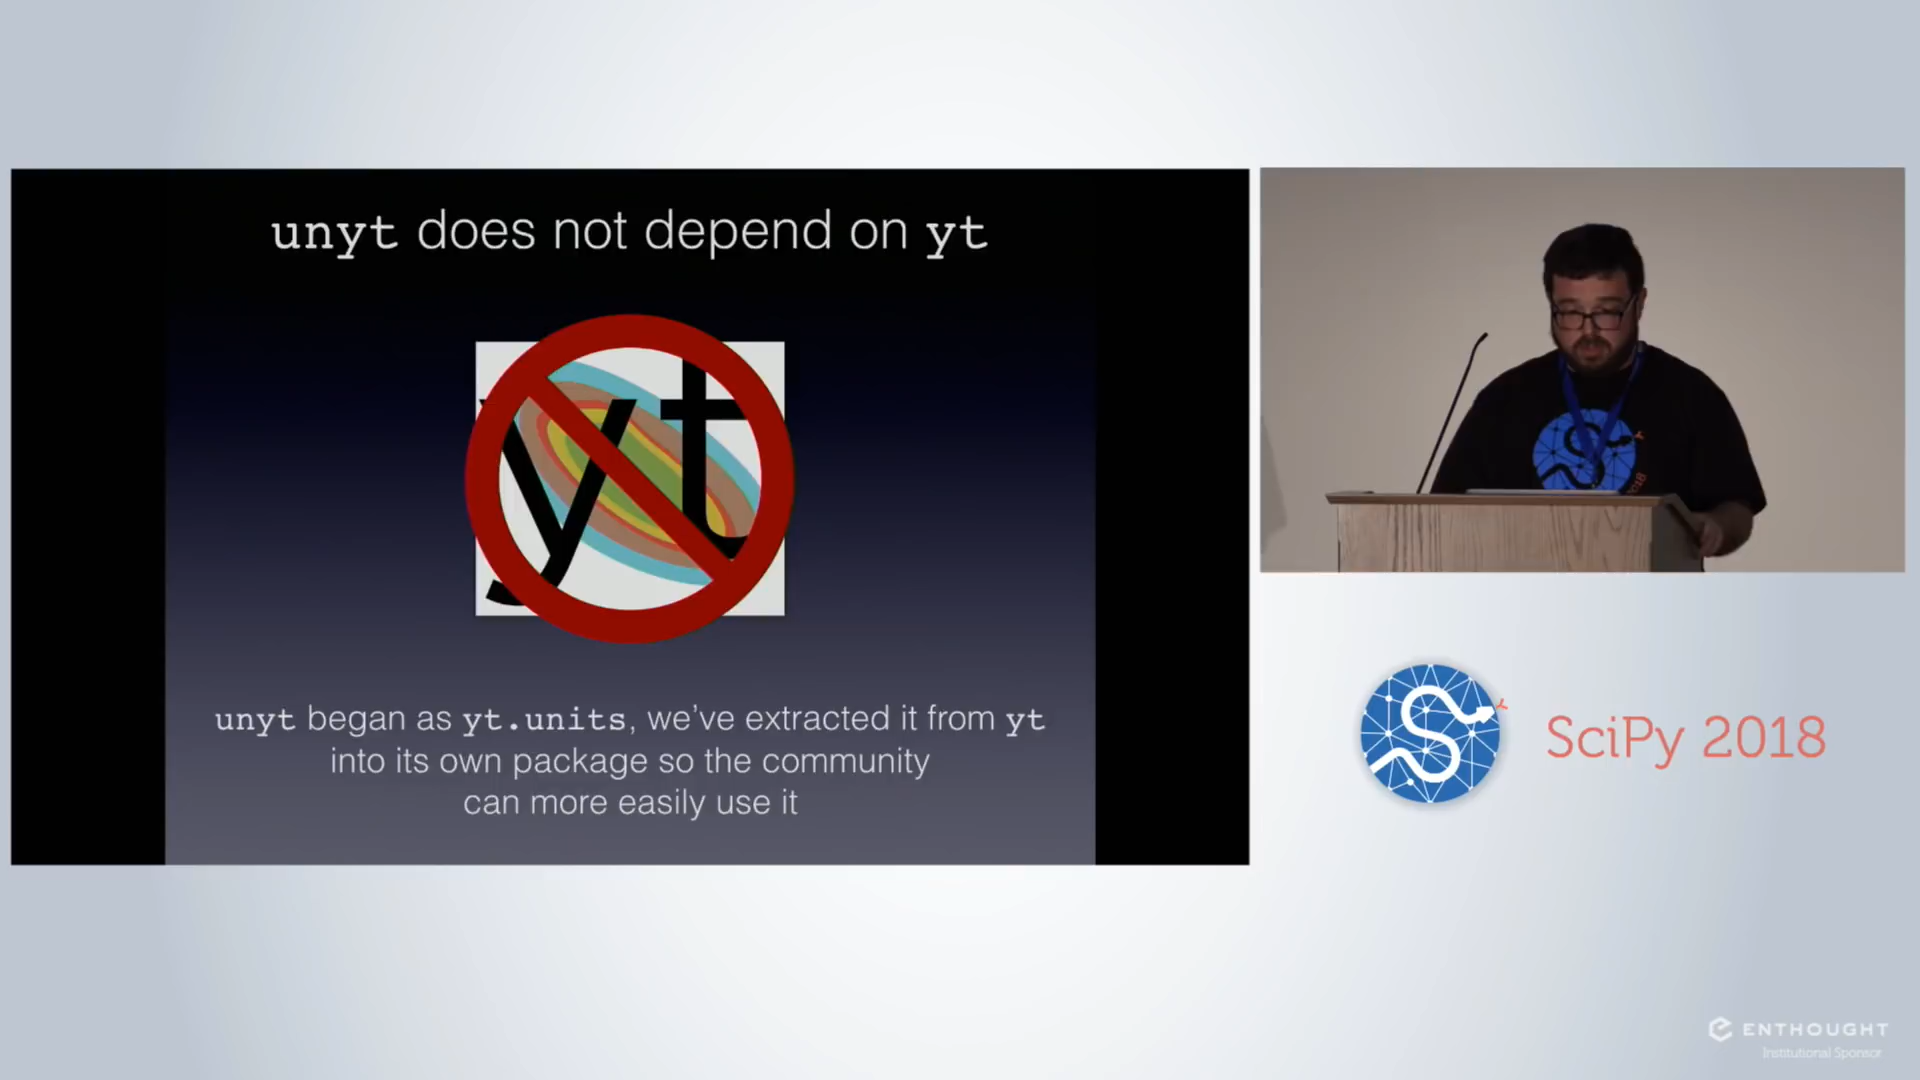 unyt does not depend on yt
yt
unyt began as yt.units, we've extracted it from yt
into its own package so the community
can more easily use it
2018
SciPy 2018
ENTHOUGHT
Institutional Sponsor